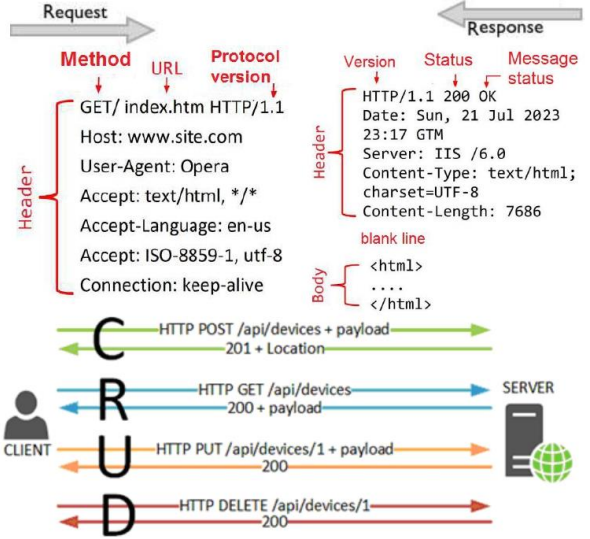 Request
Response
Method
URL
Protocol
version
GET/ index.htm HTTP/1.1
Host: www.site.com
User-Agent: Opera
Accept: text/html, */*
Accept-Language: en-us
Accept: ISO-8859-1, utf-8
Connection: keep-alive
Header
Version
Status
Message
status
HTTP/1.1 200 OK
Date: Sun, 21 Jul 2023
23:17 GTM
Server: IIS /6.0
Content-Type: text/html;
charset=UTF-8
Content-Length: 7686
Header
blank line
<html>
....
</html>
Body
C
HTTP POST /api/devices + payload
201 + Location
R
HTTP GET /api/devices
200 + payload
U
HTTP PUT /api/devices/1 + payload
200
D
HTTP DELETE /api/devices/1
200
CLIENT
SERVER